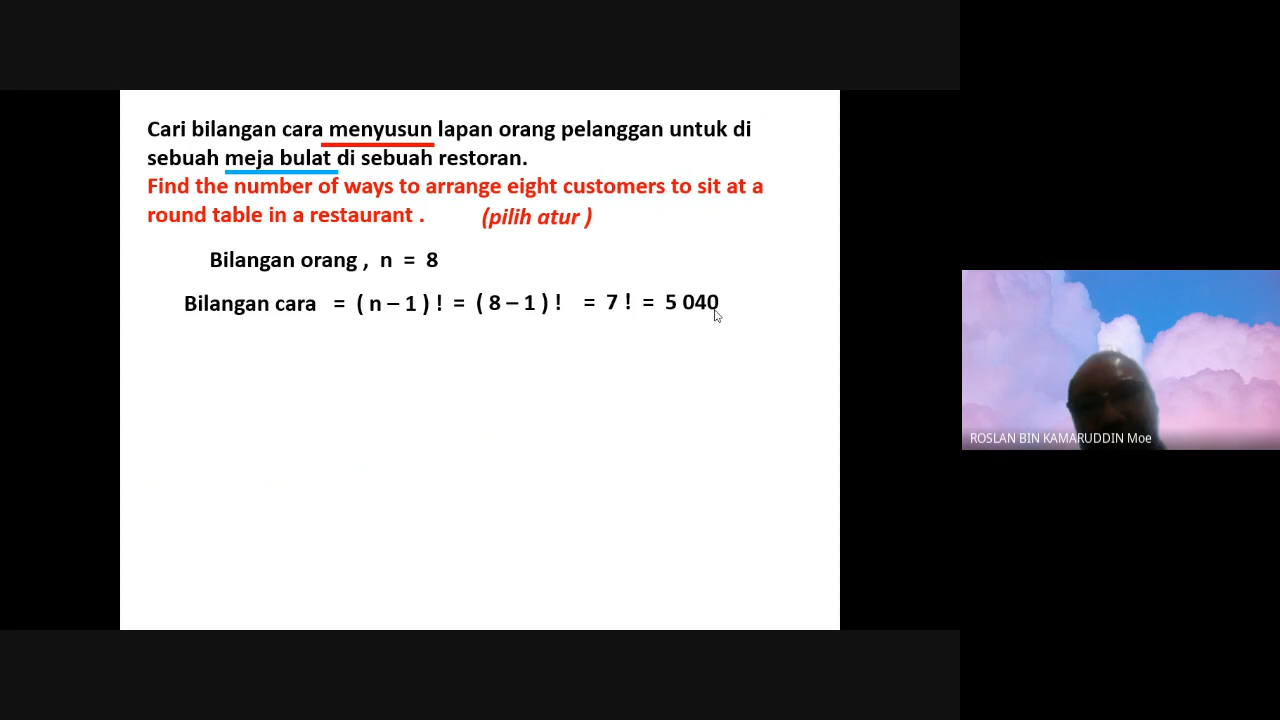 Cari bilangan cara menyusun lapan orang pelanggan untuk di
sebuah meja bulat di sebuah restoran.
Find the number of ways to arrange eight customers to sit at a
round table in a restaurant .
(pilih atur )
Bilangan orang , n = 8
Bilangan cara = ( n – 1 ) ! = ( 8 – 1 ) ! = 7 ! = 5 040
ROSLAN BIN KAMARUDDIN Moe